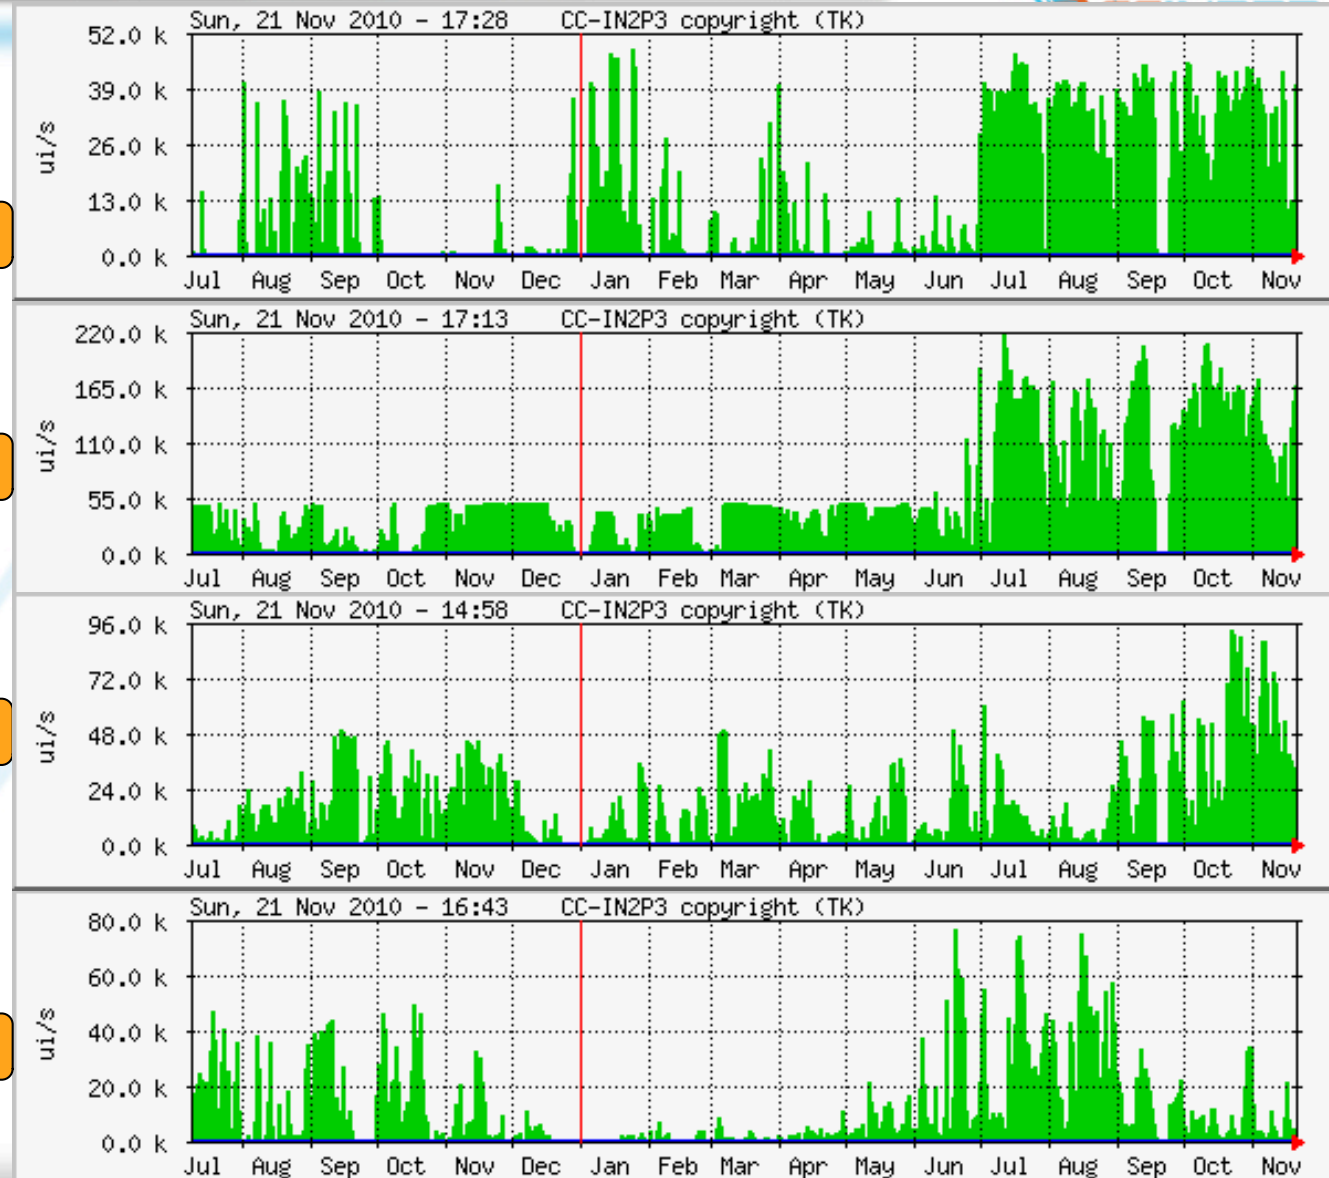 Sun, 21 Nov 2010 - 17:28 CC-IN2P3 copyright (TK)
52.0 k
39.0 k
26.0 k
13.0 k
0.0 k
ui/s
Jul Aug Sep Oct Nov Dec Jan Feb Mar Apr May Jun Jul Aug Sep Oct Nov
Sun, 21 Nov 2010 - 17:13 CC-IN2P3 copyright (TK)
220.0 k
165.0 k
110.0 k
55.0 k
0.0 k
ui/s
Jul Aug Sep Oct Nov Dec Jan Feb Mar Apr May Jun Jul Aug Sep Oct Nov
Sun, 21 Nov 2010 - 14:58 CC-IN2P3 copyright (TK)
96.0 k
72.0 k
48.0 k
24.0 k
0.0 k
ui/s
Jul Aug Sep Oct Nov Dec Jan Feb Mar Apr May Jun Jul Aug Sep Oct Nov
Sun, 21 Nov 2010 - 16:43 CC-IN2P3 copyright (TK)
80.0 k
60.0 k
40.0 k
20.0 k
0.0 k
ui/s
Jul Aug Sep Oct Nov Dec Jan Feb Mar Apr May Jun Jul Aug Sep Oct Nov